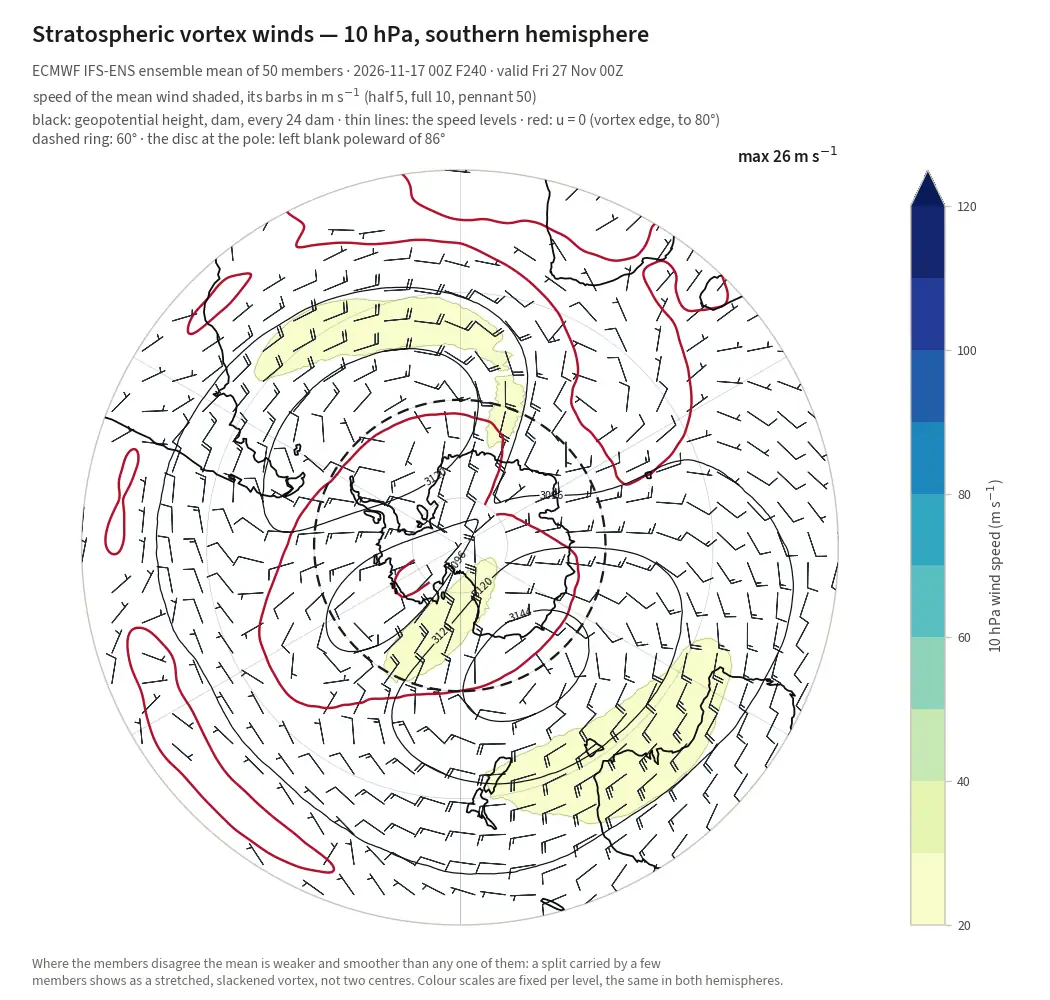 Stratospheric vortex winds — 10 hPa, southern hemisphere
ECMWF IFS-ENS ensemble mean of 50 members · 2026-11-17 00Z F240 · valid Fri 27 Nov 00Z
speed of the mean wind shaded, its barbs in m s⁻¹ (half 5, full 10, pennant 50)
black: geopotential height, dam, every 24 dam · thin lines: the speed levels · red: u = 0 (vortex edge, to 80°)
dashed ring: 60° · the disc at the pole: left blank poleward of 86°
max 26 m s⁻¹
120
100
80
60
40
20
10 hPa wind speed (m s⁻¹)
3120
3144
3120
Where the members disagree the mean is weaker and smoother than any one of them: a split carried by a few
members shows as a stretched, slackened vortex, not two centres. Colour scales are fixed per level, the same in both hemispheres.